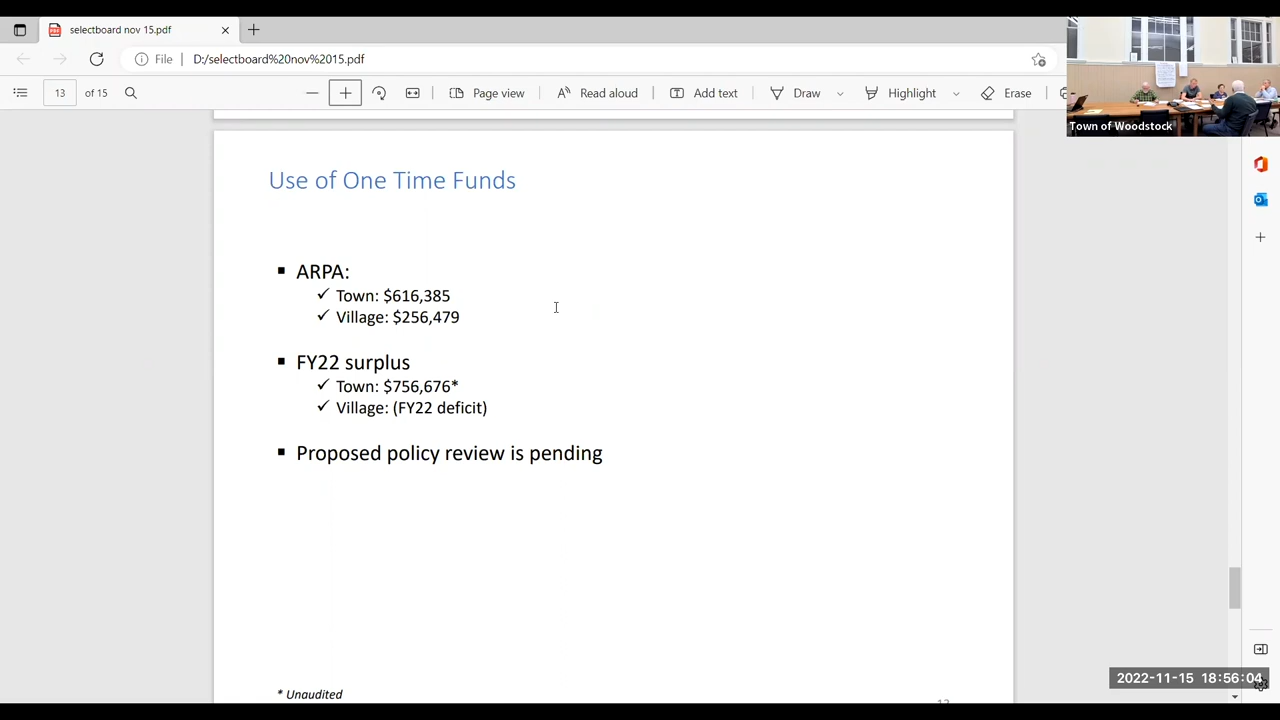 selectboard nov 15.pdf
File
D:/selectboard%20nov%2015.pdf
13 of 15
Page view
Read aloud
Add text
Draw
Highlight
Erase
Town of Woodstock
Use of One Time Funds
ARPA:
Town: $616,385
Village: $256,479
FY22 surplus
Town: $756,676*
Village: (FY22 deficit)
Proposed policy review is pending
* Unaudited
2022-11-15 18:56:04